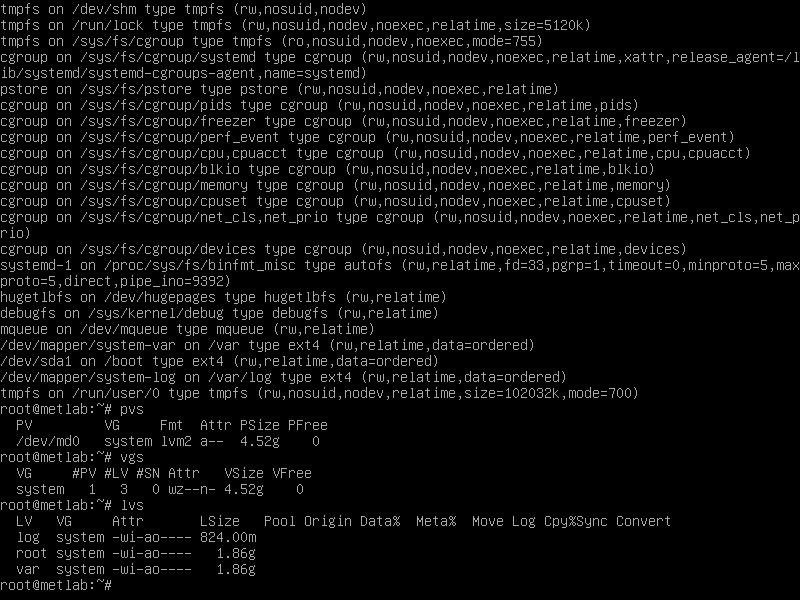 tmpfs on /dev/shm type tmpfs (rw,nosuid,nodev)
tmpfs on /run/lock type tmpfs (rw,nosuid,nodev,noexec,relatime,size=5120k)
tmpfs on /sys/fs/cgroup type tmpfs (ro,nosuid,nodev,noexec,mode=755)
cgroup on /sys/fs/cgroup/systemd type cgroup (rw,nosuid,nodev,noexec,relatime,xattr,release_agent=/l
ib/systemd/systemd-cgroups-agent,name=systemd)
pstore on /sys/fs/pstore type pstore (rw,nosuid,nodev,noexec,relatime)
cgroup on /sys/fs/cgroup/pids type cgroup (rw,nosuid,nodev,noexec,relatime,pids)
cgroup on /sys/fs/cgroup/freezer type cgroup (rw,nosuid,nodev,noexec,relatime,freezer)
cgroup on /sys/fs/cgroup/perf_event type cgroup (rw,nosuid,nodev,noexec,relatime,perf_event)
cgroup on /sys/fs/cgroup/cpu,cpuacct type cgroup (rw,nosuid,nodev,noexec,relatime,cpu,cpuacct)
cgroup on /sys/fs/cgroup/blkio type cgroup (rw,nosuid,nodev,noexec,relatime,blkio)
cgroup on /sys/fs/cgroup/memory type cgroup (rw,nosuid,nodev,noexec,relatime,memory)
cgroup on /sys/fs/cgroup/cpuset type cgroup (rw,nosuid,nodev,noexec,relatime,cpuset)
cgroup on /sys/fs/cgroup/net_cls,net_prio type cgroup (rw,nosuid,nodev,noexec,relatime,net_cls,net_p
rio)
cgroup on /sys/fs/cgroup/devices type cgroup (rw,nosuid,nodev,noexec,relatime,devices)
systemd-1 on /proc/sys/fs/binfmt_misc type autofs (rw,relatime,fd=33,pgrp=1,timeout=0,minproto=5,max
proto=5,direct,pipe_ino=9392)
hugetlbfs on /dev/hugepages type hugetlbfs (rw,relatime)
debugfs on /sys/kernel/debug type debugfs (rw,relatime)
mqueue on /dev/mqueue type mqueue (rw,relatime)
/dev/mapper/system-var on /var type ext4 (rw,relatime,data=ordered)
/dev/sda1 on /boot type ext4 (rw,relatime,data=ordered)
/dev/mapper/system-log on /var/log type ext4 (rw,relatime,data=ordered)
tmpfs on /run/user/0 type tmpfs (rw,nosuid,nodev,relatime,size=102032k,mode=700)
root@metlab:~# pvs
  PV         VG     Fmt  Attr PSize PFree
  /dev/md0   system lvm2 a--  4.52g    0
root@metlab:~# vgs
  VG     #PV #LV #SN Attr   VSize VFree
  system   1   3   0 wz--n- 4.52g    0
root@metlab:~# lvs
  LV   VG     Attr       LSize   Pool Origin Data%  Meta%  Move Log Cpy%Sync Convert
  log  system -wi-ao---- 824.00m
  root system -wi-ao----   1.86g
  var  system -wi-ao----   1.86g
root@metlab:~#